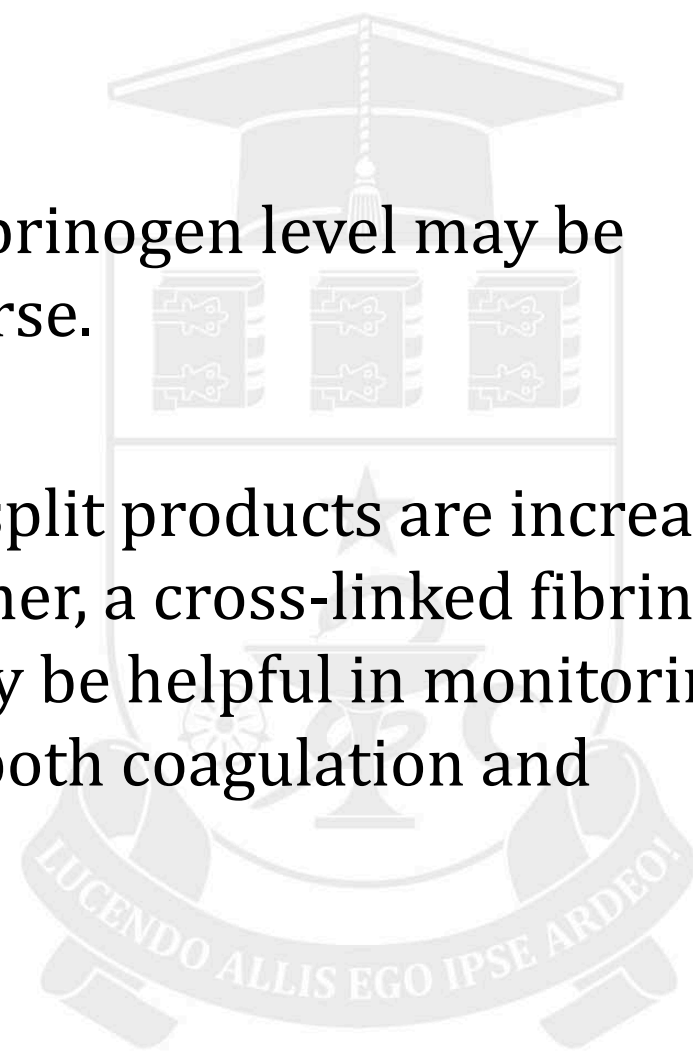 brinogen level may be
rse.
split products are increa
ner, a cross-linked fibrin
y be helpful in monitorin
both coagulation and
LUCENDO ALLIS EGO IPSE ARDEO!